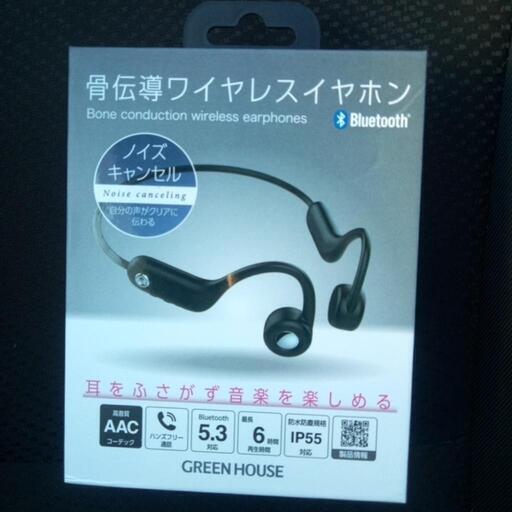 骨伝導ワイヤレスイヤホン
Bone conduction wireless earphones
Bluetooth®
ノイズ
キャンセル
Noise canceling
自分の声がクリアに
伝わる
耳をふさがず音楽を楽しめる
高音質
AAC
コーデック
ハンズフリー
通話
Bluetooth
5.3
対応
最長
6時間
再生時間
防水防塵規格
IP55
対応
製品情報
GREEN HOUSE